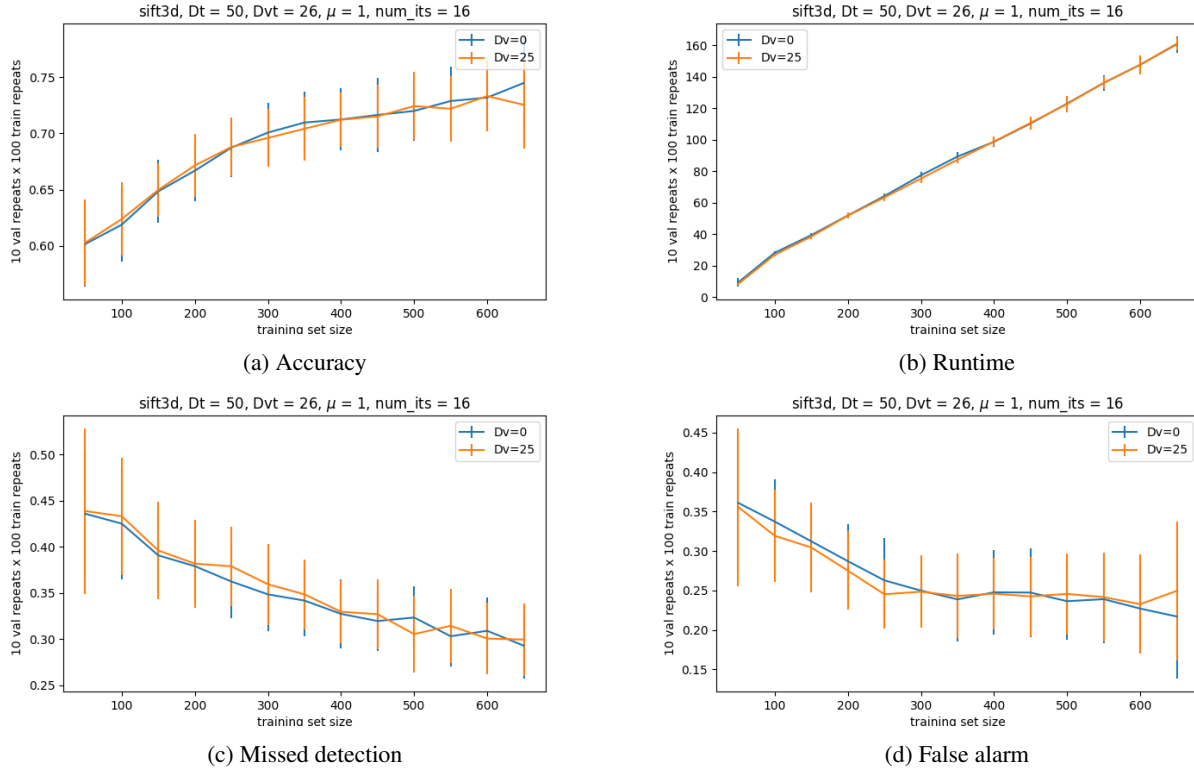 sift3d, Dt = 50, Dvt = 26, μ = 1, num_its = 16
10 val repeats x 100 train repeats
0.75
0.70
0.65
0.60
Dv=0
Dv=25
100 200 300 400 500 600
training set size
(a) Accuracy
sift3d, Dt = 50, Dvt = 26, μ = 1, num_its = 16
10 val repeats x 100 train repeats
160
140
120
100
80
60
40
20
0
Dv=0
Dv=25
100 200 300 400 500 600
training set size
(b) Runtime
sift3d, Dt = 50, Dvt = 26, μ = 1, num_its = 16
10 val repeats x 100 train repeats
0.50
0.45
0.40
0.35
0.30
0.25
Dv=0
Dv=25
100 200 300 400 500 600
training set size
(c) Missed detection
sift3d, Dt = 50, Dvt = 26, μ = 1, num_its = 16
10 val repeats x 100 train repeats
0.45
0.40
0.35
0.30
0.25
0.20
0.15
Dv=0
Dv=25
100 200 300 400 500 600
training set size
(d) False alarm